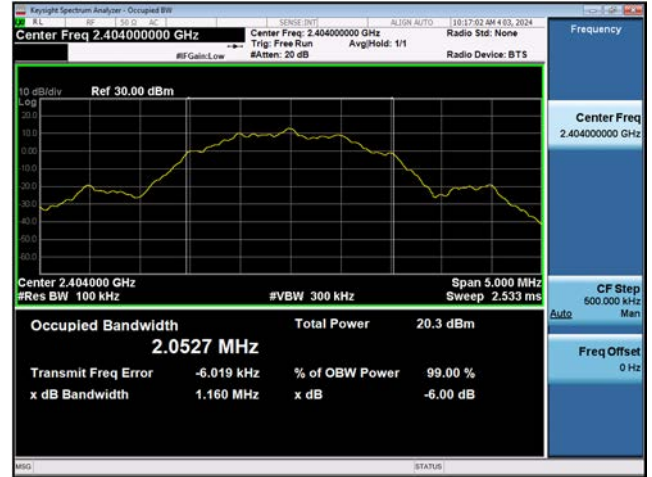 Keysight Spectrum Analyzer - Occupied BW
RL RF 50 Ω AC SENSE:INT ALIGN AUTO 10:17:02 AM 4 03, 2024
Center Freq 2.404000000 GHz
Center Freq: 2.404000000 GHz Radio Std: None
Trig: Free Run Avg|Hold: 1/1
#IFGain:Low #Atten: 20 dB Radio Device: BTS
Frequency
10 dB/div Ref 30.00 dBm
Log
20.0
10.0
0.00
-10.0
-20.0
-30.0
-40.0
-50.0
-60.0
Center Freq
2.404000000 GHz
Center 2.404000 GHz Span 5.000 MHz
#Res BW 100 kHz #VBW 300 kHz Sweep 2.533 ms
CF Step
500.000 kHz
Auto Man
Occupied Bandwidth Total Power 20.3 dBm
2.0527 MHz
Transmit Freq Error -6.019 kHz % of OBW Power 99.00 %
x dB Bandwidth 1.160 MHz x dB -6.00 dB
Freq Offset
0 Hz
MSG STATUS